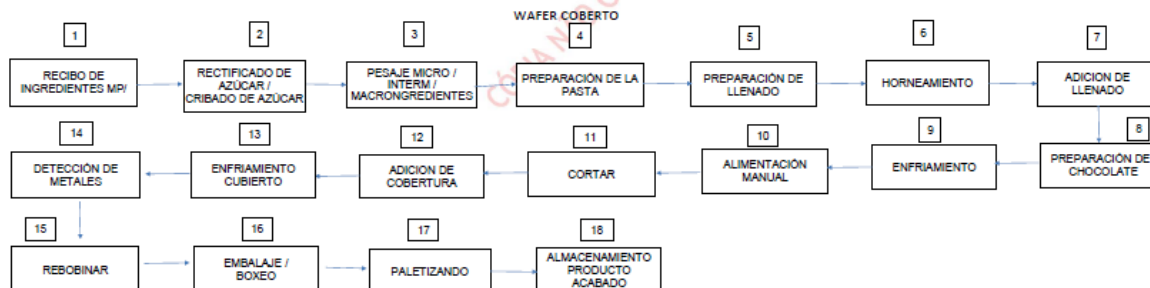 WAFER COBERTO
CÓPIA NÃO C
1
RECIBO DE
INGREDIENTES MP/
2
RECTIFICADO DE
AZÚCAR /
CRIBADO DE AZÚCAR
3
PESAJE MICRO /
INTERM /
MACRONGREDIENTES
4
PREPARACIÓN DE LA
PASTA
5
PREPARACIÓN DE
LLENADO
6
HORNEAMIENTO
7
ADICION DE
LLENADO
8
PREPARACIÓN DE
CHOCOLATE
9
ENFRIAMIENTO
10
ALIMENTACIÓN
MANUAL
11
CORTAR
12
ADICION DE
COBERTURA
13
ENFRIAMIENTO
CUBIERTO
14
DETECCIÓN DE
METALES
15
REBOBINAR
16
EMBALAJE /
BOXEO
17
PALETIZANDO
18
ALMACENAMIENTO
PRODUCTO
ACABADO